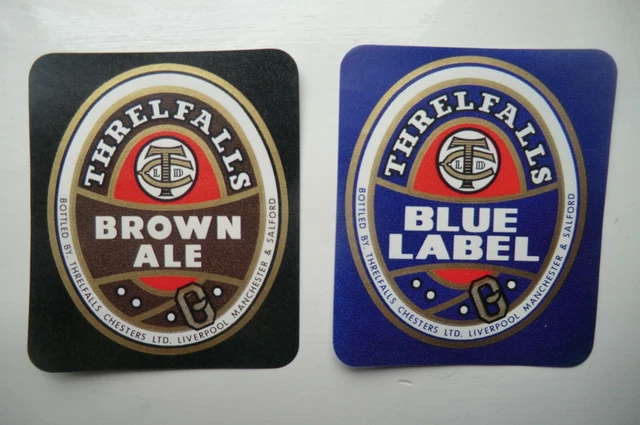 THRELFALLS
TC LTD
BROWN
ALE
G
BOTTLED BY. THRELFALLS CHESTERS LTD. LIVERPOOL MANCHESTER & SALFORD
THRELFALLS
TC LTD
BLUE
LABEL
G
BOTTLED BY. THRELFALLS CHESTERS LTD. LIVERPOOL MANCHESTER & SALFORD